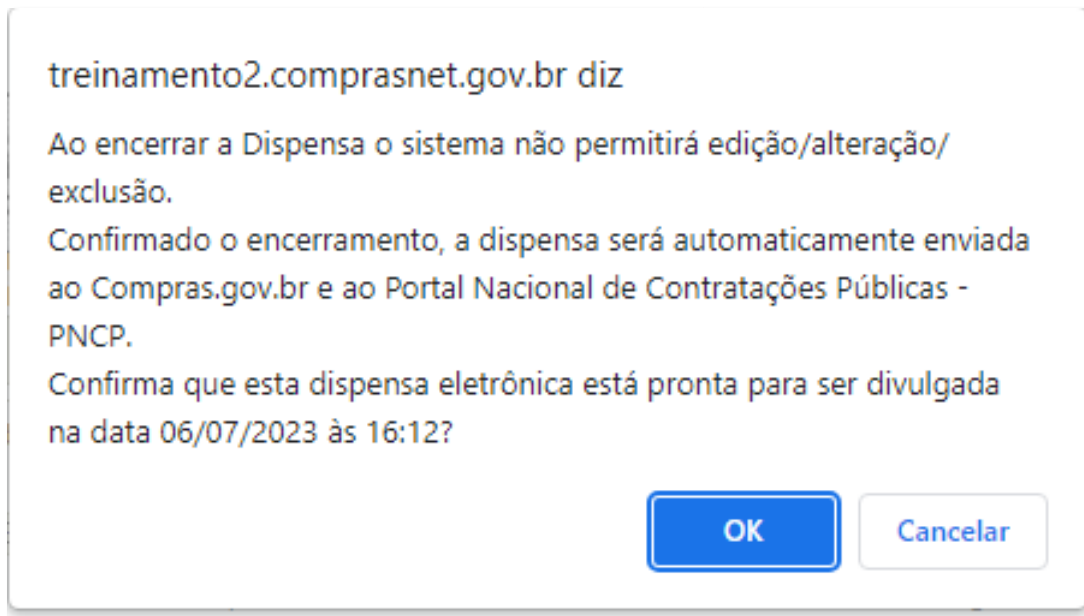 treinamento2.comprasnet.gov.br diz
Ao encerrar a Dispensa o sistema não permitirá edição/alteração/
exclusão.
Confirmado o encerramento, a dispensa será automaticamente enviada
ao Compras.gov.br e ao Portal Nacional de Contratações Públicas -
PNCP.
Confirma que esta dispensa eletrônica está pronta para ser divulgada
na data 06/07/2023 às 16:12?
OK
Cancelar